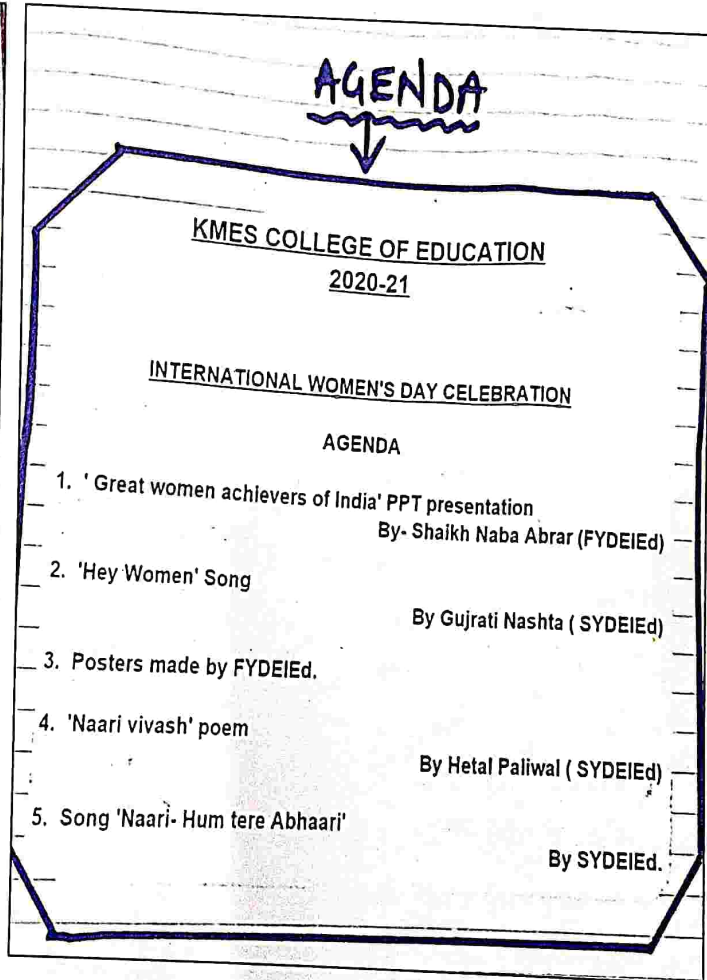 AGENDA
KMES COLLEGE OF EDUCATION
2020-21
INTERNATIONAL WOMEN'S DAY CELEBRATION
AGENDA
1. ' Great women achievers of India' PPT presentation
By- Shaikh Naba Abrar (FYDEIEd)
2. 'Hey Women' Song
By Gujrati Nashta ( SYDEIEd)
3. Posters made by FYDEIEd.
4. 'Naari vivash' poem
By Hetal Paliwal ( SYDEIEd)
5. Song 'Naari- Hum tere Abhaari'
By SYDEIEd.